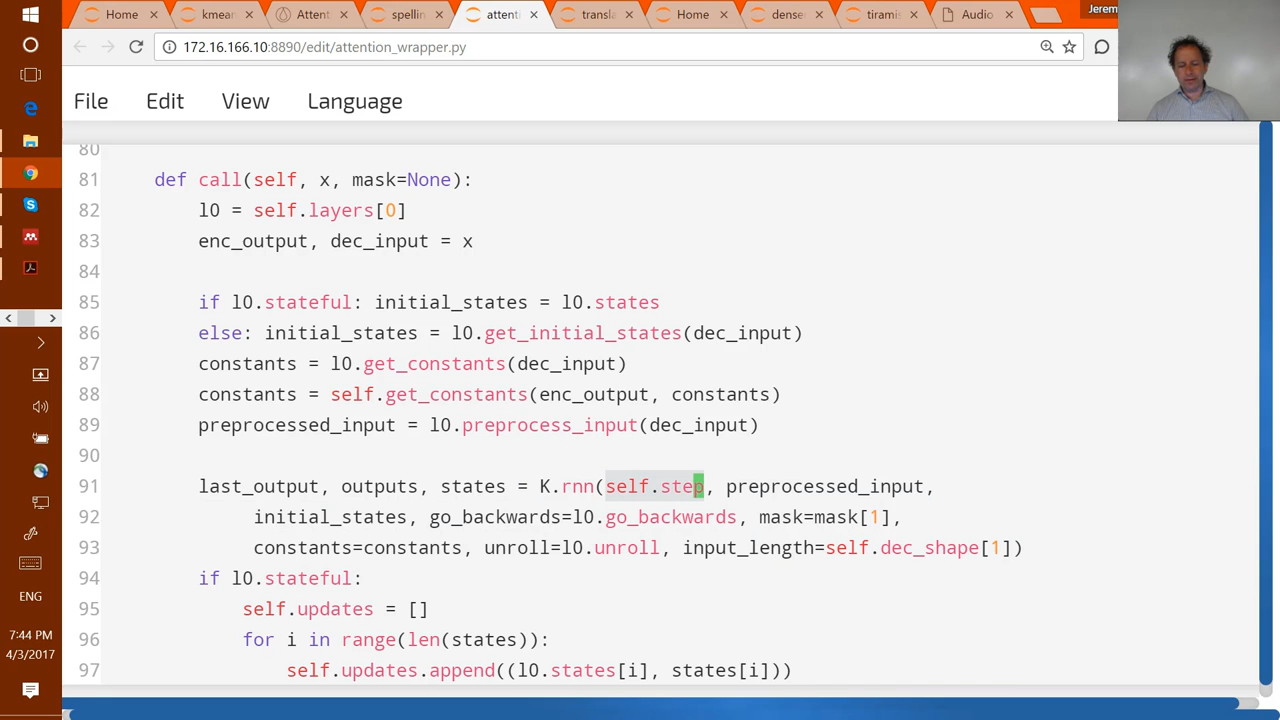 Home
kmean
Attent
spellin
attenti
transla
Home
dense
tiramis
Audio
Jerem
172.16.166.10:8890/edit/attention_wrapper.py
File Edit View Language
80
81 def call(self, x, mask=None):
82 l0 = self.layers[0]
83 enc_output, dec_input = x
84
85 if l0.stateful: initial_states = l0.states
86 else: initial_states = l0.get_initial_states(dec_input)
87 constants = l0.get_constants(dec_input)
88 constants = self.get_constants(enc_output, constants)
89 preprocessed_input = l0.preprocess_input(dec_input)
90
91 last_output, outputs, states = K.rnn(self.step, preprocessed_input,
92 initial_states, go_backwards=l0.go_backwards, mask=mask[1],
93 constants=constants, unroll=l0.unroll, input_length=self.dec_shape[1])
94 if l0.stateful:
95 self.updates = []
96 for i in range(len(states)):
97 self.updates.append((l0.states[i], states[i]))
ENG
7:44 PM
4/3/2017